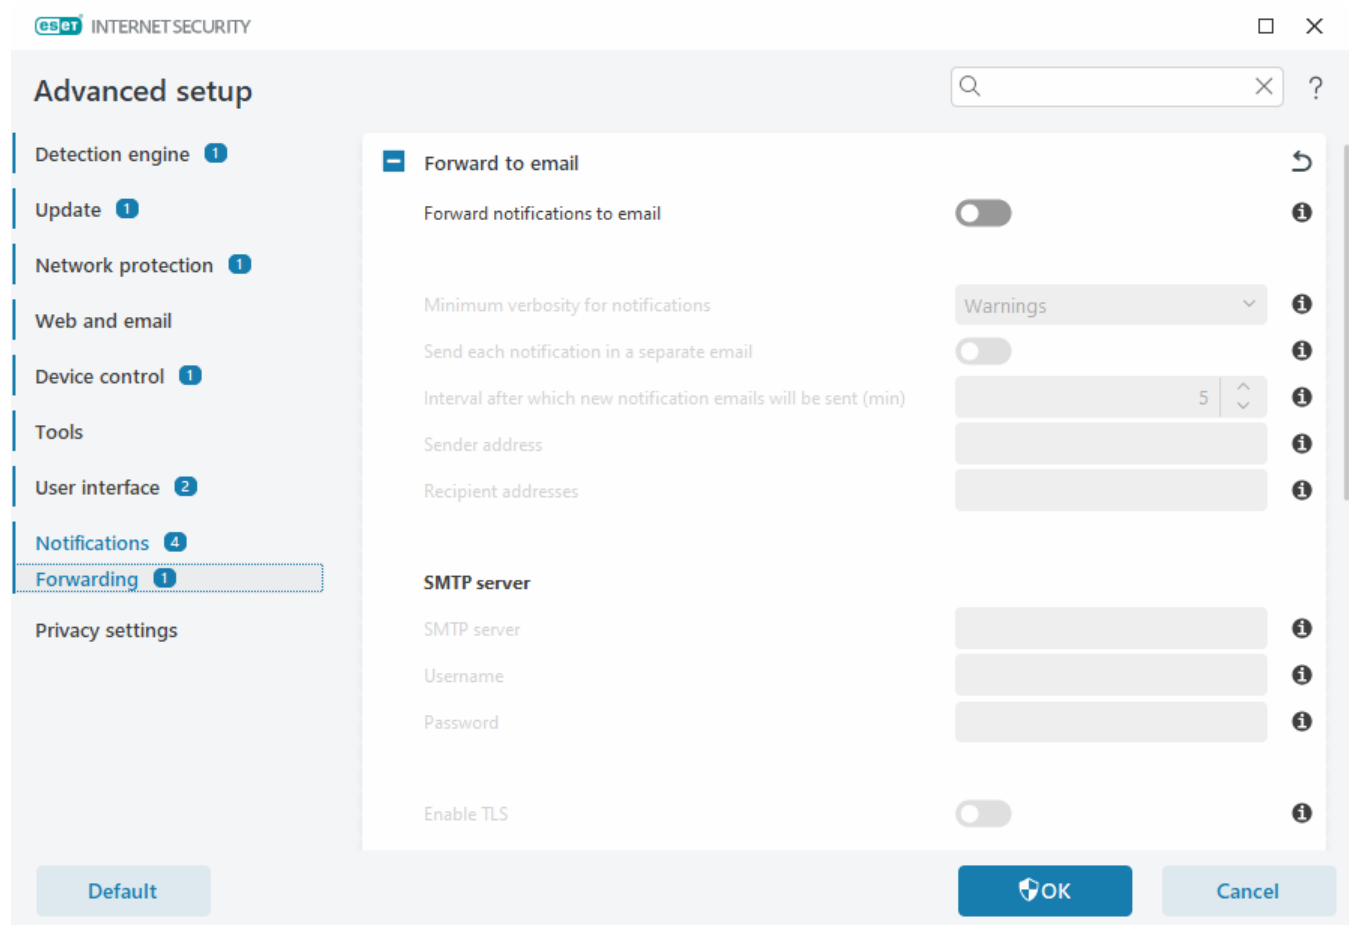 eseT INTERNET SECURITY
Advanced setup
?
Detection engine 1
Update 1
Network protection 1
Web and email
Device control 1
Tools
User interface 2
Notifications 4
Forwarding 1
Privacy settings
Forward to email
Forward notifications to email
Minimum verbosity for notifications Warnings
Send each notification in a separate email
Interval after which new notification emails will be sent (min) 5
Sender address
Recipient addresses
SMTP server
SMTP server
Username
Password
Enable TLS
Default
OK
Cancel